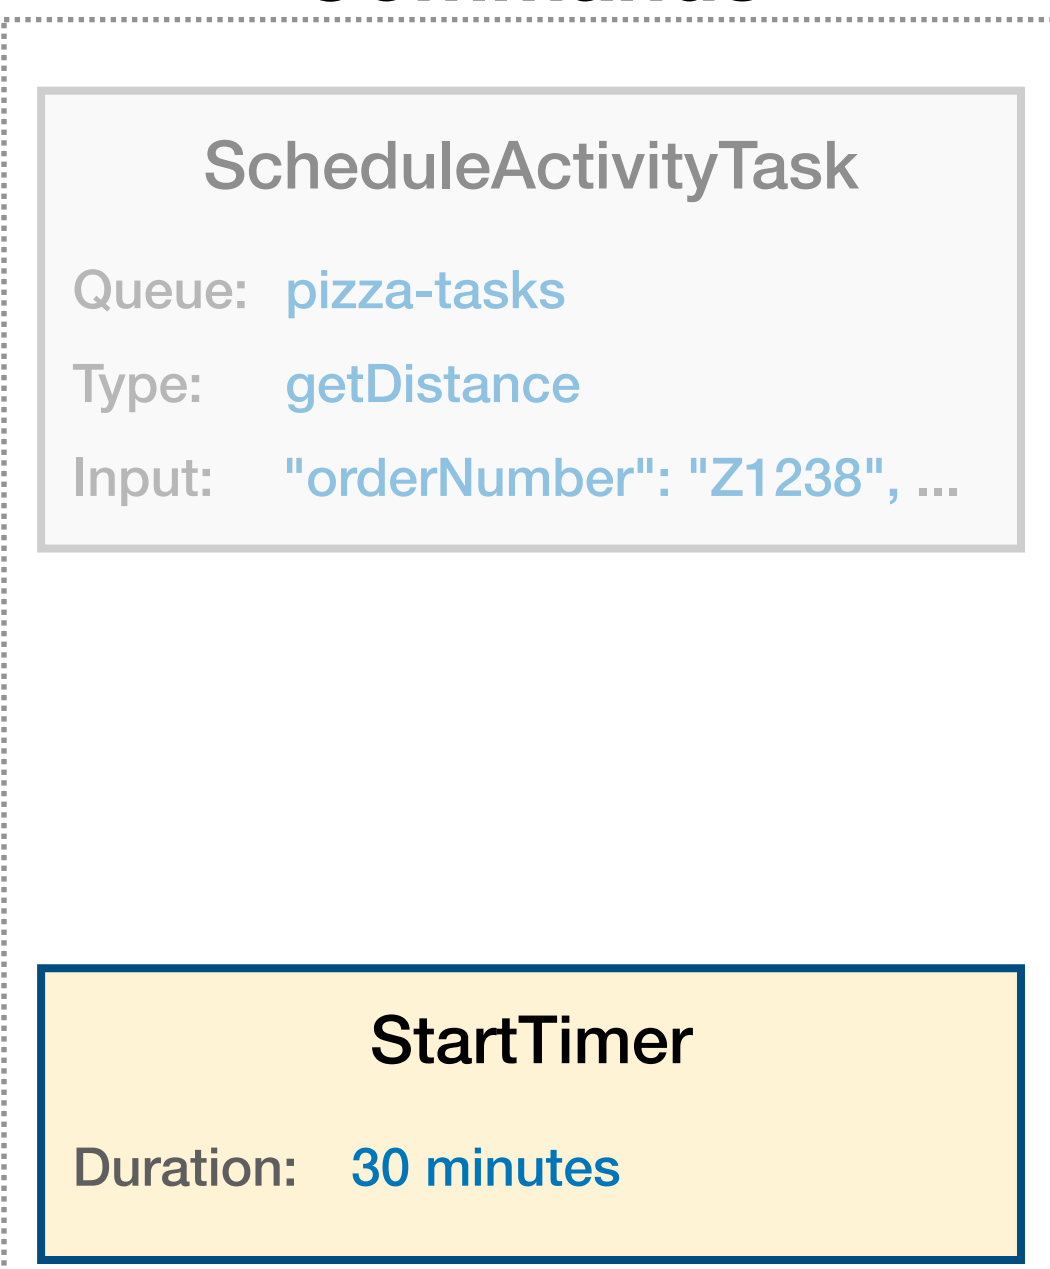 ScheduleActivityTask
Queue: pizza-tasks
Type: getDistance
Input: "orderNumber": "Z1238", ...
StartTimer
Duration: 30 minutes